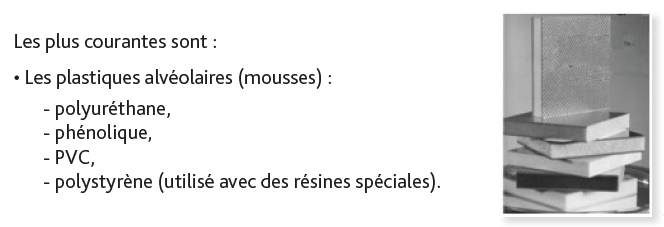 Les plus courantes sont :
• Les plastiques alvéolaires (mousses) :
- polyuréthane,
- phénolique,
- PVC,
- polystyrène (utilisé avec des résines spéciales).